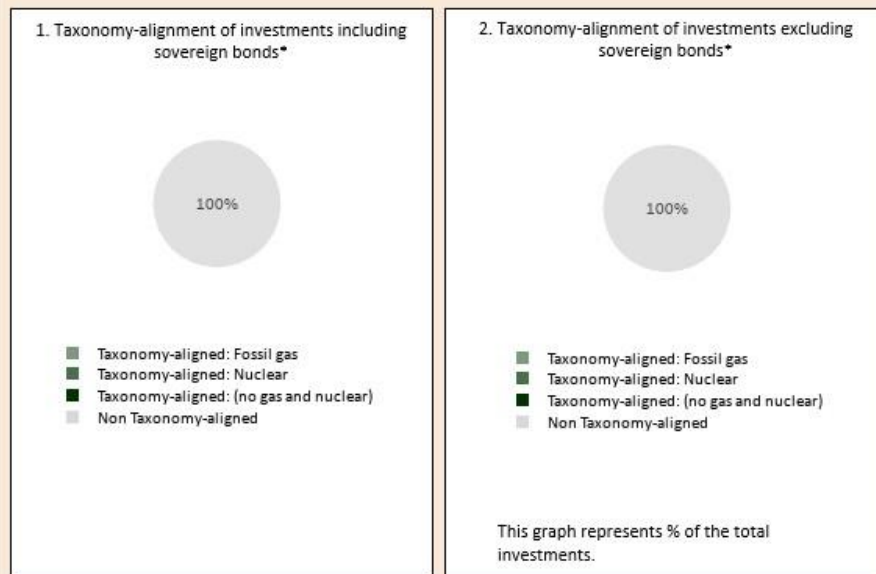 1. Taxonomy-alignment of investments including
sovereign bonds*
100%
Taxonomy-aligned: Fossil gas
Taxonomy-aligned: Nuclear
Taxonomy-aligned: (no gas and nuclear)
Non Taxonomy-aligned
2. Taxonomy-alignment of investments excluding
sovereign bonds*
100%
Taxonomy-aligned: Fossil gas
Taxonomy-aligned: Nuclear
Taxonomy-aligned: (no gas and nuclear)
Non Taxonomy-aligned
This graph represents % of the total
investments.